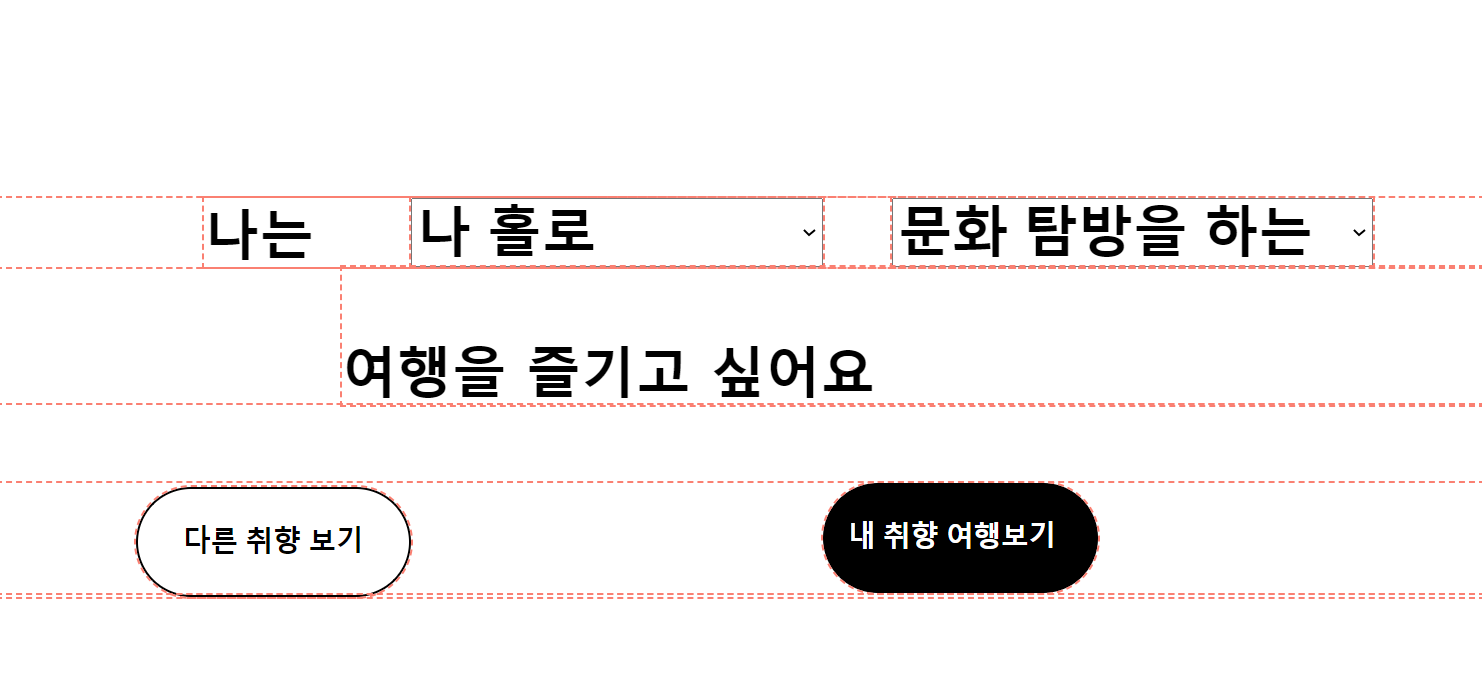 나는 나 홀로 문화 탐방을 하는
여행을 즐기고 싶어요
다른 취향 보기 내 취향 여행보기